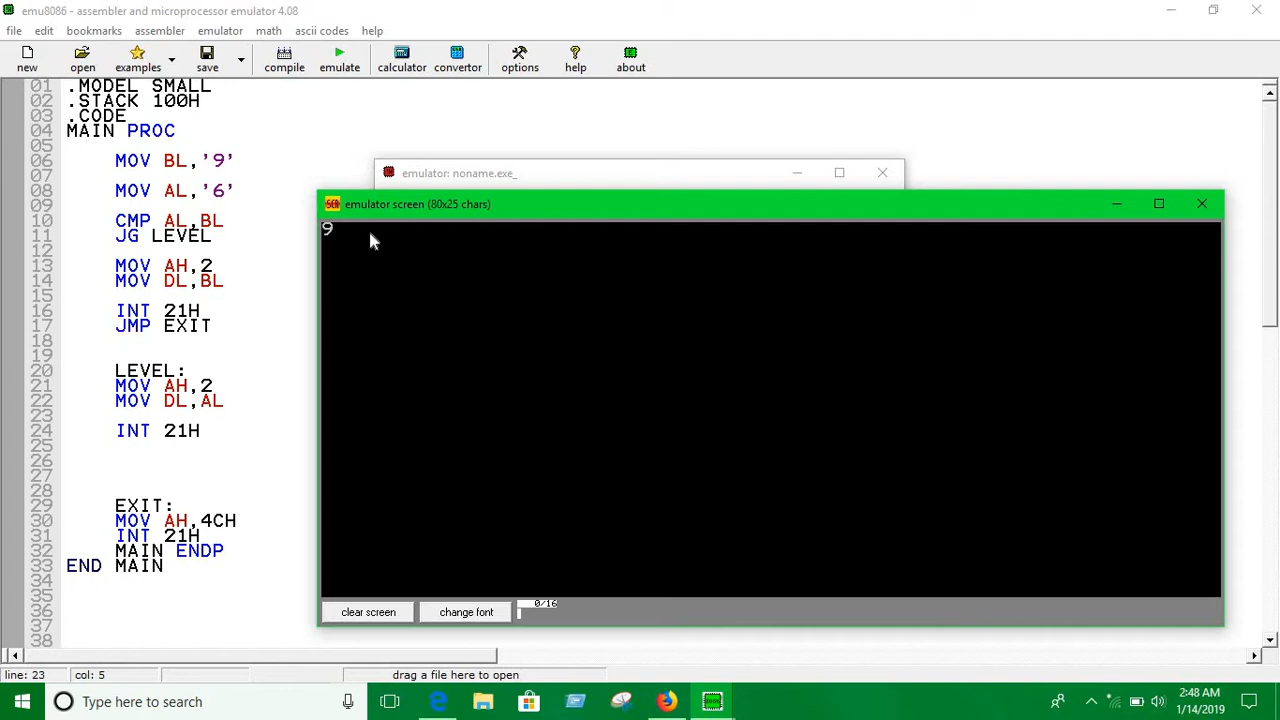 emu8086 - assembler and microprocessor emulator 4.08
file edit bookmarks assembler emulator math ascii codes help
new open examples save compile emulate calculator convertor options help about
01 .MODEL SMALL
02 .STACK 100H
03 .CODE
04 MAIN PROC
05
06 MOV BL,'9'
07
08 MOV AL,'6'
09
10 CMP AL,BL
11 JG LEVEL
12
13 MOV AH,2
14 MOV DL,BL
15
16 INT 21H
17 JMP EXIT
18
19
20 LEVEL:
21 MOV AH,2
22 MOV DL,AL
23
24 INT 21H
25
26
27
28
29 EXIT:
30 MOV AH,4CH
31 INT 21H
32 MAIN ENDP
33 END MAIN
34
35
36
37
38
emulator: noname.exe_
emulator screen (80x25 chars)
9
clear screen change font 0/16
line: 23 col: 5 drag a file here to open
Type here to search
2:48 AM
1/14/2019